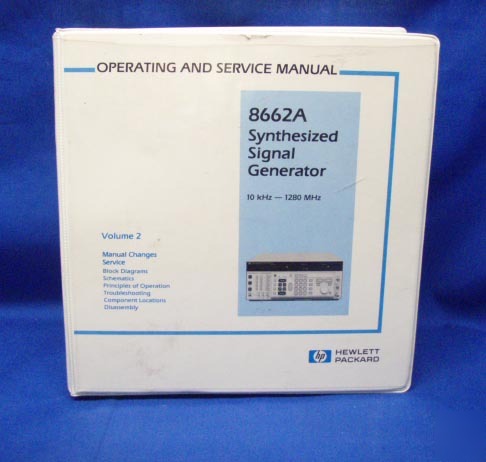 OPERATING AND SERVICE MANUAL
8662A
Synthesized
Signal
Generator
10 kHz — 1280 MHz
Volume 2
Manual Changes
Service
Block Diagrams
Schematics
Principles of Operation
Troubleshooting
Component Locations
Disassembly
hp HEWLETT
PACKARD